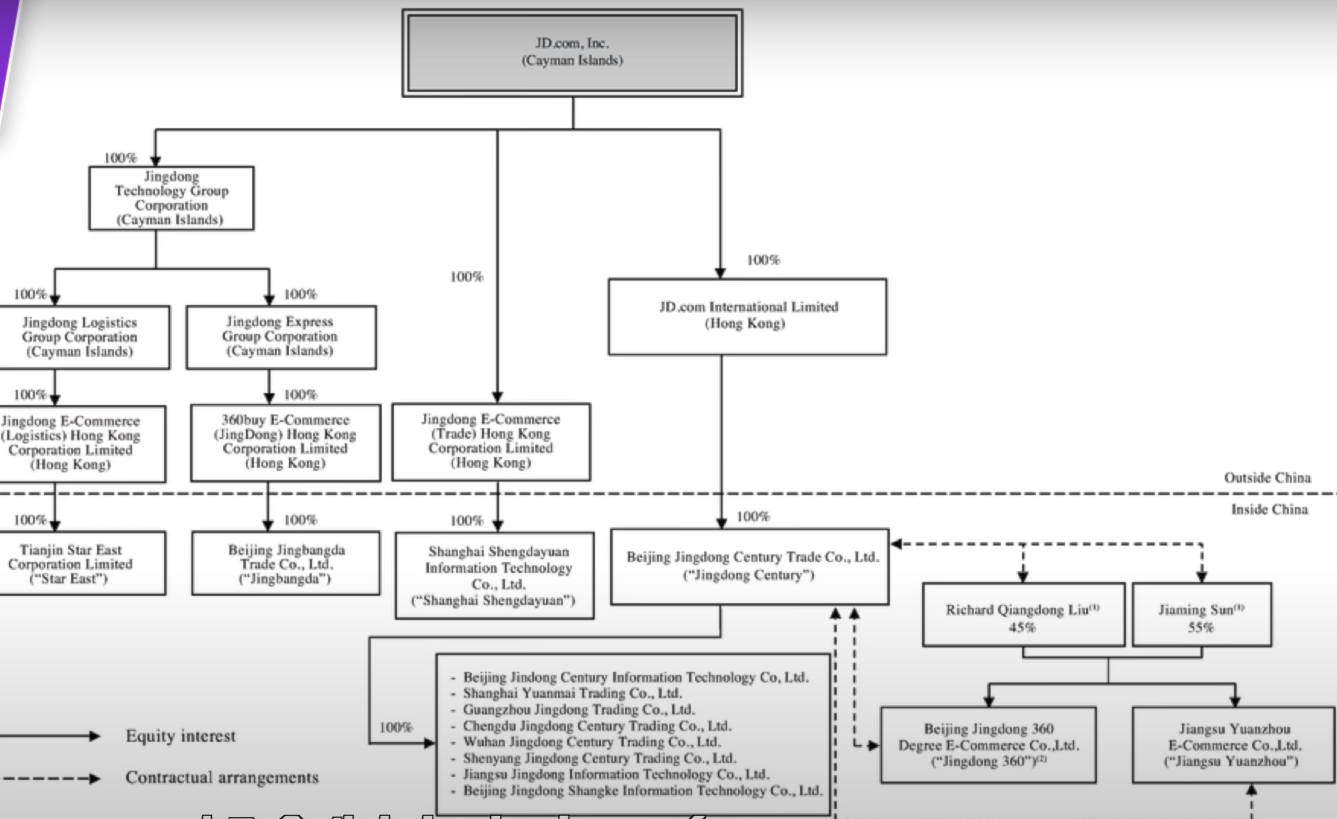 JD.com, Inc.
(Cayman Islands)
100%
Jingdong
Technology Group
Corporation
(Cayman Islands)
100%
100%
100%
100%
Jingdong Logistics
Group Corporation
(Cayman Islands)
Jingdong Express
Group Corporation
(Cayman Islands)
JD.com International Limited
(Hong Kong)
100%
100%
Jingdong E-Commerce
(Logistics) Hong Kong
Corporation Limited
(Hong Kong)
360buy E-Commerce
(JingDong) Hong Kong
Corporation Limited
(Hong Kong)
Jingdong E-Commerce
(Trade) Hong Kong
Corporation Limited
(Hong Kong)
Outside China
Inside China
100%
100%
100%
100%
Tianjin Star East
Corporation Limited
(“Star East”)
Beijing Jingbangda
Trade Co., Ltd.
(“Jingbangda”)
Shanghai Shengdayuan
Information Technology
Co., Ltd.
(“Shanghai Shengdayuan”)
Beijing Jingdong Century Trade Co., Ltd.
(“Jingdong Century”)
Richard Qiangdong Liu(1)
45%
Jiaming Sun(1)
55%
100%
- Beijing Jindong Century Information Technology Co, Ltd.
- Shanghai Yuanmai Trading Co., Ltd.
- Guangzhou Jingdong Trading Co., Ltd.
- Chengdu Jingdong Century Trading Co., Ltd.
- Wuhan Jingdong Century Trading Co., Ltd.
- Shenyang Jingdong Century Trading Co., Ltd.
- Jiangsu Jingdong Information Technology Co., Ltd.
- Beijing Jingdong Shangke Information Technology Co., Ltd.
Beijing Jingdong 360
Degree E-Commerce Co.,Ltd.
(“Jingdong 360”)(2)
Jiangsu Yuanzhou
E-Commerce Co.,Ltd.
(“Jiangsu Yuanzhou”)
Equity interest
Contractual arrangements